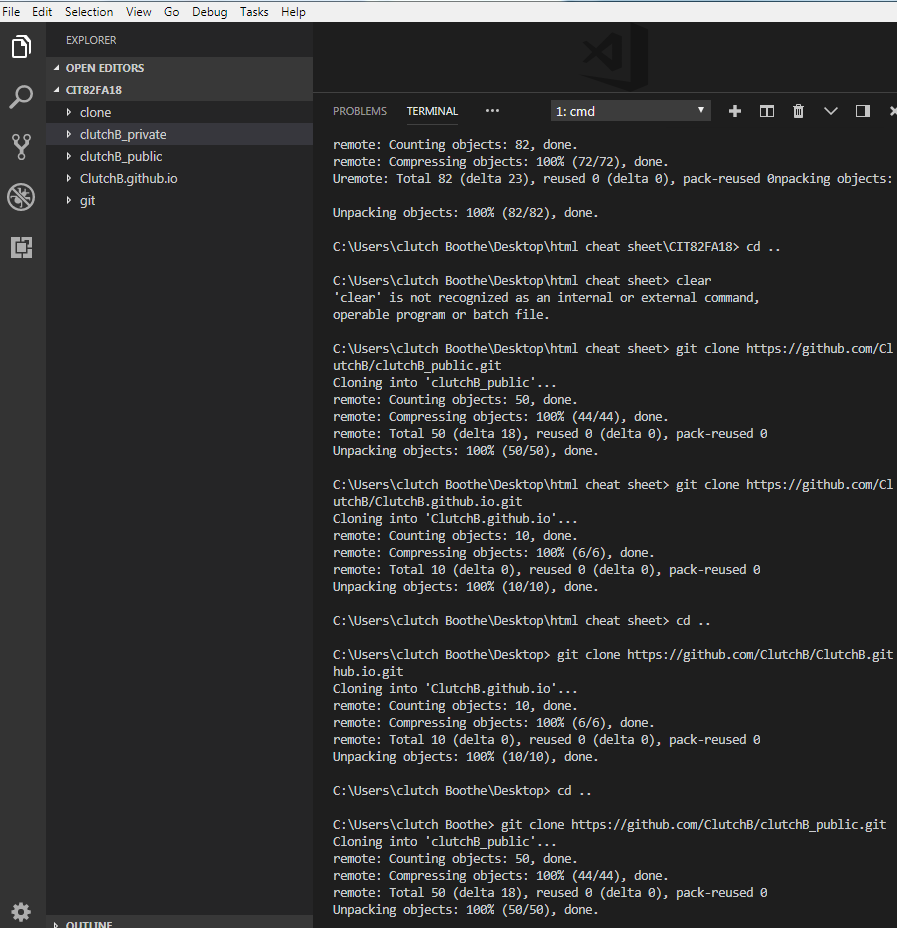 File Edit Selection View Go Debug Tasks Help
EXPLORER
OPEN EDITORS
CIT82FA18
clone
clutchB_private
clutchB_public
ClutchB.github.io
git
OUTLINE
PROBLEMS TERMINAL ... 1: cmd
remote: Counting objects: 82, done.
remote: Compressing objects: 100% (72/72), done.
Uremote: Total 82 (delta 23), reused 0 (delta 0), pack-reused 0npacking objects:
Unpacking objects: 100% (82/82), done.
C:\Users\clutch Boothe\Desktop\html cheat sheet\CIT82FA18> cd ..
C:\Users\clutch Boothe\Desktop\html cheat sheet> clear
'clear' is not recognized as an internal or external command,
operable program or batch file.
C:\Users\clutch Boothe\Desktop\html cheat sheet> git clone https://github.com/Cl
utchB/clutchB_public.git
Cloning into 'clutchB_public'...
remote: Counting objects: 50, done.
remote: Compressing objects: 100% (44/44), done.
remote: Total 50 (delta 18), reused 0 (delta 0), pack-reused 0
Unpacking objects: 100% (50/50), done.
C:\Users\clutch Boothe\Desktop\html cheat sheet> git clone https://github.com/Cl
utchB/ClutchB.github.io.git
Cloning into 'ClutchB.github.io'...
remote: Counting objects: 10, done.
remote: Compressing objects: 100% (6/6), done.
remote: Total 10 (delta 0), reused 0 (delta 0), pack-reused 0
Unpacking objects: 100% (10/10), done.
C:\Users\clutch Boothe\Desktop\html cheat sheet> cd ..
C:\Users\clutch Boothe\Desktop> git clone https://github.com/ClutchB/ClutchB.git
hub.io.git
Cloning into 'ClutchB.github.io'...
remote: Counting objects: 10, done.
remote: Compressing objects: 100% (6/6), done.
remote: Total 10 (delta 0), reused 0 (delta 0), pack-reused 0
Unpacking objects: 100% (10/10), done.
C:\Users\clutch Boothe\Desktop> cd ..
C:\Users\clutch Boothe> git clone https://github.com/ClutchB/clutchB_public.git
Cloning into 'clutchB_public'...
remote: Counting objects: 50, done.
remote: Compressing objects: 100% (44/44), done.
remote: Total 50 (delta 18), reused 0 (delta 0), pack-reused 0
Unpacking objects: 100% (50/50), done.